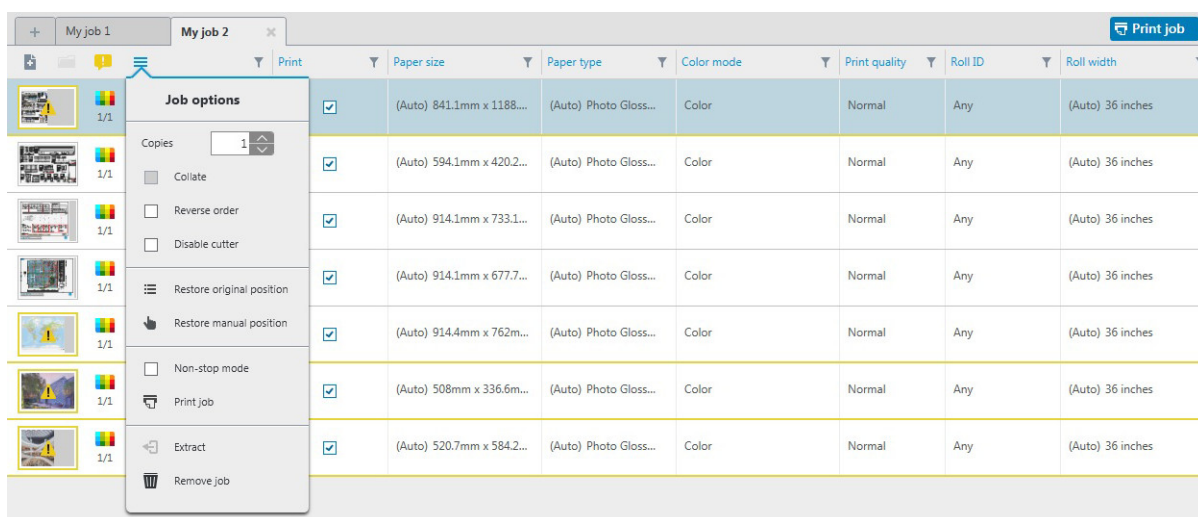 + My job 1 My job 2 × Print job
Print Paper size Paper type Color mode Print quality Roll ID Roll width
Job options
1/1 (Auto) 841.1mm x 1188.... (Auto) Photo Gloss... Color Normal Any (Auto) 36 inches
Copies 1
1/1 (Auto) 594.1mm x 420.2... (Auto) Photo Gloss... Color Normal Any (Auto) 36 inches
Collate
Reverse order
1/1 (Auto) 914.1mm x 733.1... (Auto) Photo Gloss... Color Normal Any (Auto) 36 inches
Disable cutter
1/1 (Auto) 914.1mm x 677.7... (Auto) Photo Gloss... Color Normal Any (Auto) 36 inches
Restore original position
Restore manual position
1/1 (Auto) 914.4mm x 762m... (Auto) Photo Gloss... Color Normal Any (Auto) 36 inches
Non-stop mode
1/1 (Auto) 508mm x 336.6m... (Auto) Photo Gloss... Color Normal Any (Auto) 36 inches
Print job
Extract
1/1 (Auto) 520.7mm x 584.2... (Auto) Photo Gloss... Color Normal Any (Auto) 36 inches
Remove job